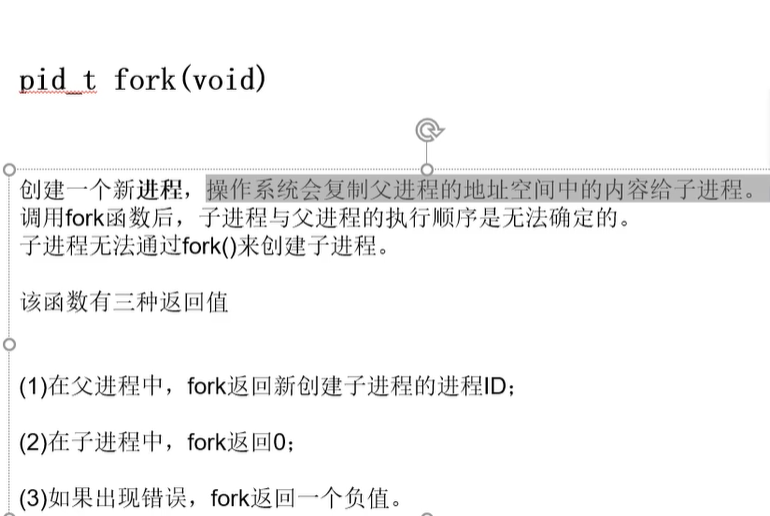 pid_t fork(void)
创建一个新进程，操作系统会复制父进程的地址空间中的内容给子进程。
调用fork函数后，子进程与父进程的执行顺序是无法确定的。
子进程无法通过fork()来创建子进程。
该函数有三种返回值
(1)在父进程中，fork返回新创建子进程的进程ID；
(2)在子进程中，fork返回0；
(3)如果出现错误，fork返回一个负值。